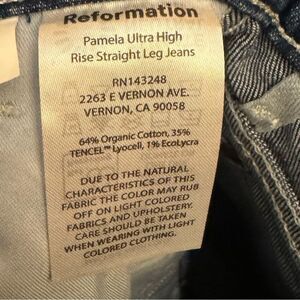 Reformation
Pamela Ultra High
Rise Straight Leg Jeans
RN143248
2263 E VERNON AVE.
VERNON, CA 90058
64% Organic Cotton, 35%
TENCEL™ Lyocell, 1% EcoLycra
DUE TO THE NATURAL
CHARACTERISTICS OF THIS
FABRIC THE COLOR MAY RUB
OFF ON LIGHT COLORED
FABRICS AND UPHOLSTERY.
CARE SHOULD BE TAKEN
WHEN WEARING WITH LIGHT
COLORED CLOTHING.